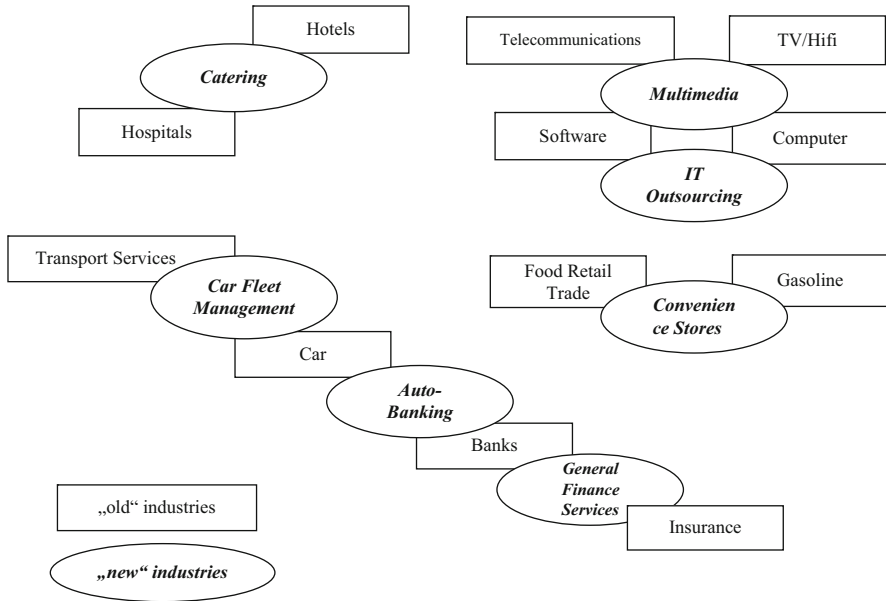 Hotels
Catering
Hospitals
Telecommunications
TV/Hifi
Multimedia
Software
Computer
IT
Outsourcing
Transport Services
Car Fleet
Management
Car
Food Retail
Trade
Gasoline
Convenien
ce Stores
Auto-
Banking
Banks
General
Finance
Services
Insurance
„old“ industries
„new“ industries